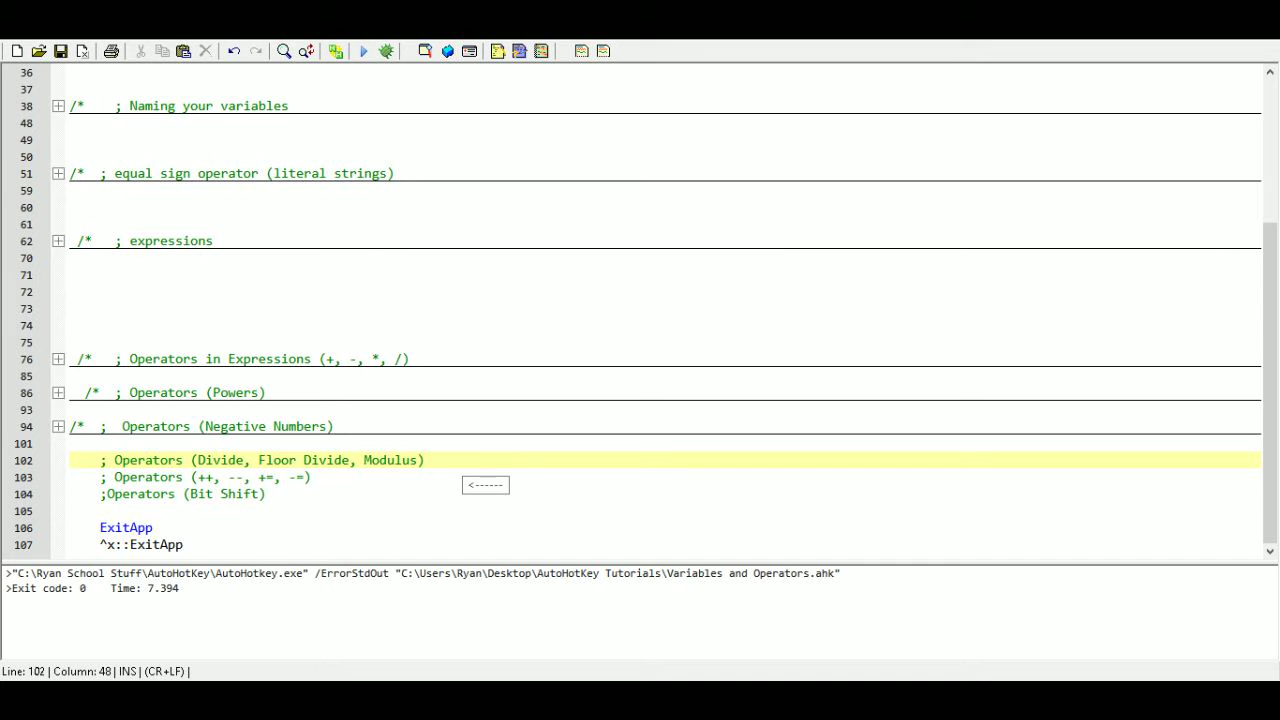 36
37
38 /* ; Naming your variables
48
49
50
51 /* ; equal sign operator (literal strings)
59
60
61
62 /* ; expressions
70
71
72
73
74
75
76 /* ; Operators in Expressions (+, -, *, /)
85
86 /* ; Operators (Powers)
93
94 /* ; Operators (Negative Numbers)
101
102 ; Operators (Divide, Floor Divide, Modulus)
103 ; Operators (++, --, +=, -=)
<------
104 ;Operators (Bit Shift)
105
106 ExitApp
107 ^x::ExitApp
>"C:\Ryan School Stuff\AutoHotKey\AutoHotkey.exe" /ErrorStdOut "C:\Users\Ryan\Desktop\AutoHotKey Tutorials\Variables and Operators.ahk"
>Exit code: 0 Time: 7.394
Line: 102 | Column: 48 | INS | (CR+LF) |